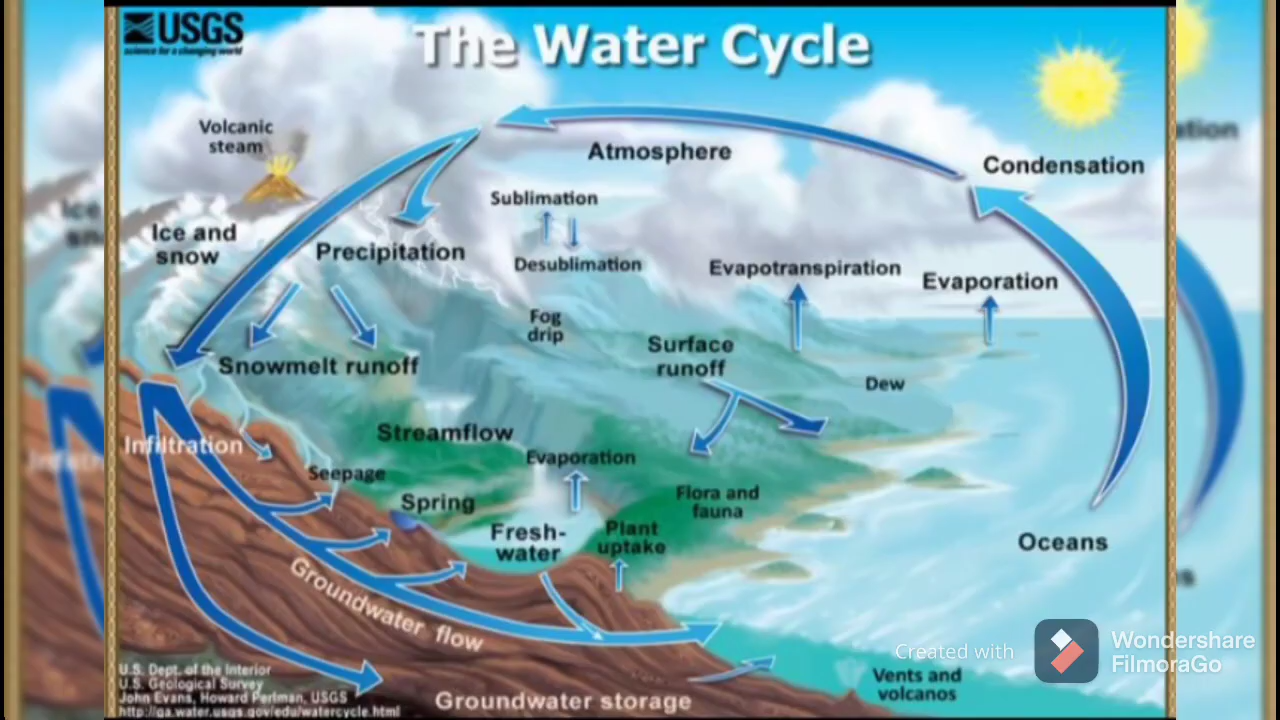 USGS
science for a changing world
The Water Cycle
Volcanic
steam
Atmosphere
Condensation
Sublimation
Ice and
snow
Precipitation
Desublimation
Evapotranspiration
Evaporation
Fog
drip
Surface
runoff
Snowmelt runoff
Dew
Streamflow
Infiltration
Evaporation
Seepage
Flora and
fauna
Spring
Fresh-
water
Plant
uptake
Oceans
Groundwater flow
U.S. Dept. of the Interior
U.S. Geological Survey
John Evans, Howard Perlman, USGS
http://ga.water.usgs.gov/edu/watercycle.html
Groundwater storage
Vents and
volcanos
Created with
Wondershare
FilmoraGo